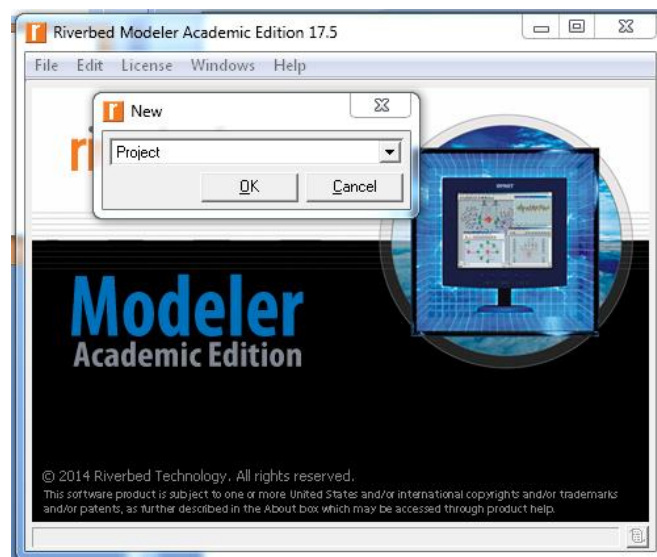 Riverbed Modeler Academic Edition 17.5
File Edit License Windows Help
New
Project
OK Cancel
Modeler
Academic Edition
© 2014 Riverbed Technology. All rights reserved.
This software product is subject to one or more United States and/or international copyrights and/or trademarks
and/or patents, as further described in the About box which may be accessed through product help.